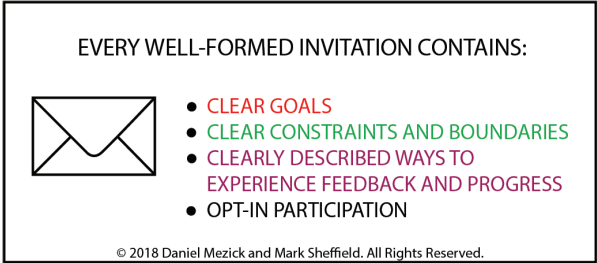 EVERY WELL-FORMED INVITATION CONTAINS:
● CLEAR GOALS
● CLEAR CONSTRAINTS AND BOUNDARIES
● CLEARLY DESCRIBED WAYS TO
EXPERIENCE FEEDBACK AND PROGRESS
● OPT-IN PARTICIPATION
© 2018 Daniel Mezick and Mark Sheffield. All Rights Reserved.